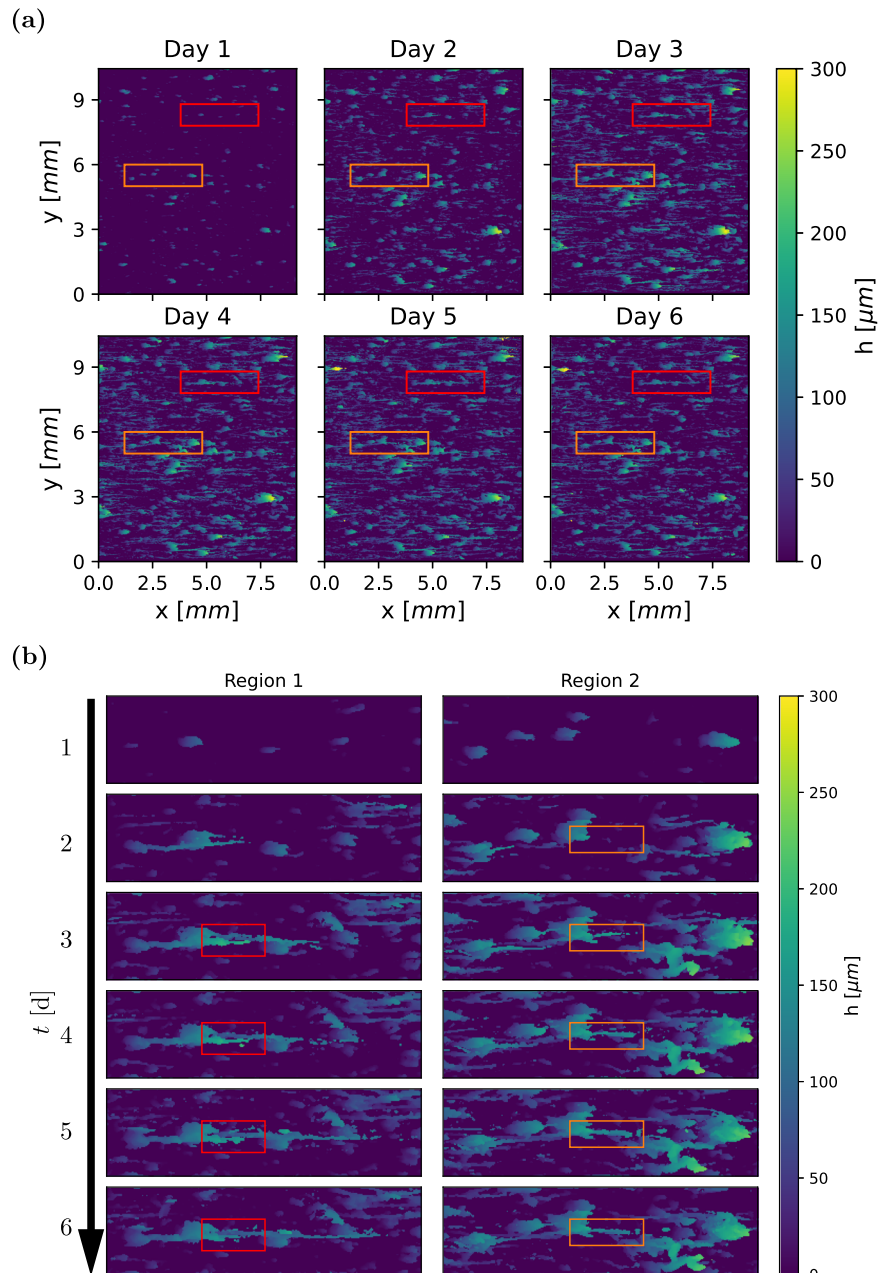 (a)
Day 1 Day 2 Day 3
y [mm]
9
6
3
0
Day 4 Day 5 Day 6
y [mm]
9
6
3
0
0.0 2.5 5.0 7.5 0.0 2.5 5.0 7.5 0.0 2.5 5.0 7.5
x [mm] x [mm] x [mm]
300
250
200
150
100
50
0
h [μm]
(b)
Region 1 Region 2
1
2
3
4
5
6
t [d]
300
250
200
150
100
50
0
h [μm]